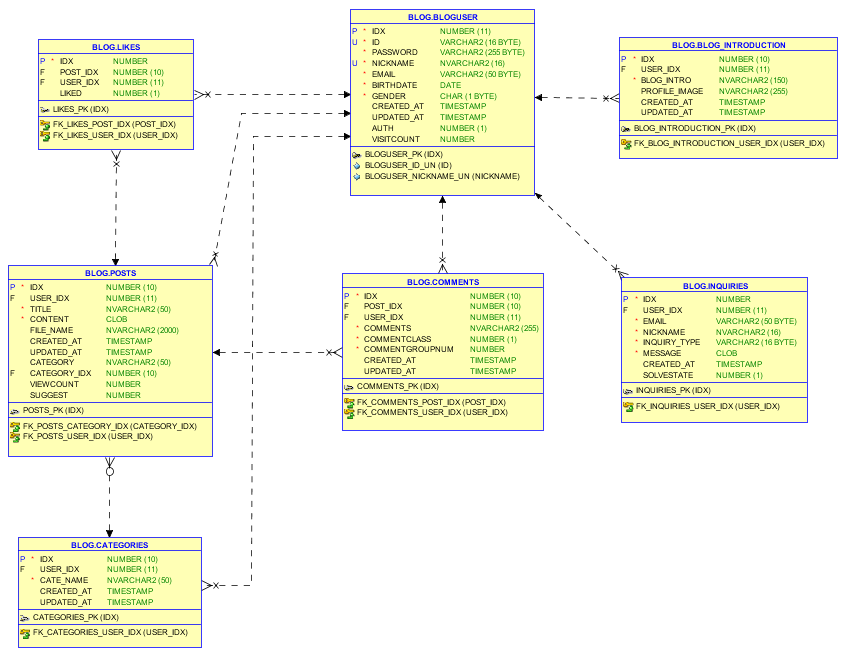 BLOG.LIKES
P * IDX NUMBER
F POST_IDX NUMBER (10)
F USER_IDX NUMBER (11)
LIKED NUMBER (1)
LIKES_PK (IDX)
FK_LIKES_POST_IDX (POST_IDX)
FK_LIKES_USER_IDX (USER_IDX)
BLOG.BLOGUSER
P * IDX NUMBER (11)
U * ID VARCHAR2 (16 BYTE)
* PASSWORD VARCHAR2 (255 BYTE)
U * NICKNAME NVARCHAR2 (16)
* EMAIL VARCHAR2 (50 BYTE)
* BIRTHDATE DATE
* GENDER CHAR (1 BYTE)
CREATED_AT TIMESTAMP
UPDATED_AT TIMESTAMP
AUTH NUMBER (1)
VISITCOUNT NUMBER
BLOGUSER_PK (IDX)
BLOGUSER_ID_UN (ID)
BLOGUSER_NICKNAME_UN (NICKNAME)
BLOG.BLOG_INTRODUCTION
P * IDX NUMBER (10)
F USER_IDX NUMBER (11)
* BLOG_INTRO NVARCHAR2 (150)
PROFILE_IMAGE NVARCHAR2 (255)
CREATED_AT TIMESTAMP
UPDATED_AT TIMESTAMP
BLOG_INTRODUCTION_PK (IDX)
FK_BLOG_INTRODUCTION_USER_IDX (USER_IDX)
BLOG.POSTS
P * IDX NUMBER (10)
F USER_IDX NUMBER (11)
* TITLE NVARCHAR2 (50)
* CONTENT CLOB
FILE_NAME NVARCHAR2 (2000)
CREATED_AT TIMESTAMP
UPDATED_AT TIMESTAMP
CATEGORY NVARCHAR2 (50)
F CATEGORY_IDX NUMBER (10)
VIEWCOUNT NUMBER
SUGGEST NUMBER
POSTS_PK (IDX)
FK_POSTS_CATEGORY_IDX (CATEGORY_IDX)
FK_POSTS_USER_IDX (USER_IDX)
BLOG.COMMENTS
P * IDX NUMBER (10)
F POST_IDX NUMBER (10)
F USER_IDX NUMBER (11)
* COMMENTS NVARCHAR2 (255)
* COMMENTCLASS NUMBER (1)
* COMMENTGROUPNUM NUMBER
CREATED_AT TIMESTAMP
UPDATED_AT TIMESTAMP
COMMENTS_PK (IDX)
FK_COMMENTS_POST_IDX (POST_IDX)
FK_COMMENTS_USER_IDX (USER_IDX)
BLOG.INQUIRIES
P * IDX NUMBER
F USER_IDX NUMBER (11)
* EMAIL VARCHAR2 (50 BYTE)
* NICKNAME NVARCHAR2 (16)
* INQUIRY_TYPE VARCHAR2 (16 BYTE)
* MESSAGE CLOB
CREATED_AT TIMESTAMP
SOLVESTATE NUMBER (1)
INQUIRIES_PK (IDX)
FK_INQUIRIES_USER_IDX (USER_IDX)
BLOG.CATEGORIES
P * IDX NUMBER (10)
F USER_IDX NUMBER (11)
* CATE_NAME NVARCHAR2 (50)
CREATED_AT TIMESTAMP
UPDATED_AT TIMESTAMP
CATEGORIES_PK (IDX)
FK_CATEGORIES_USER_IDX (USER_IDX)